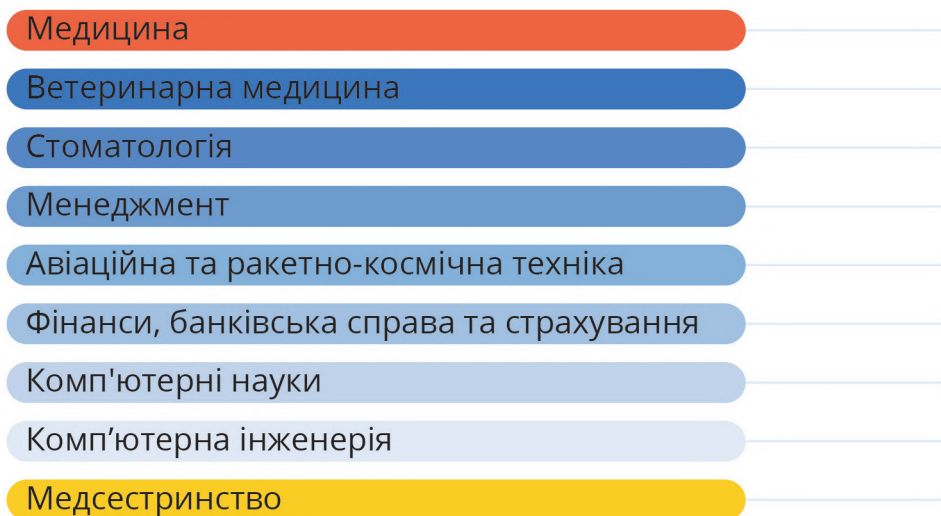 Медицина
Ветеринарна медицина
Стоматологія
Менеджмент
Авіаційна та ракетно-космічна техніка
Фінанси, банківська справа та страхування
Комп'ютерні науки
Комп’ютерна інженерія
Медсестринство